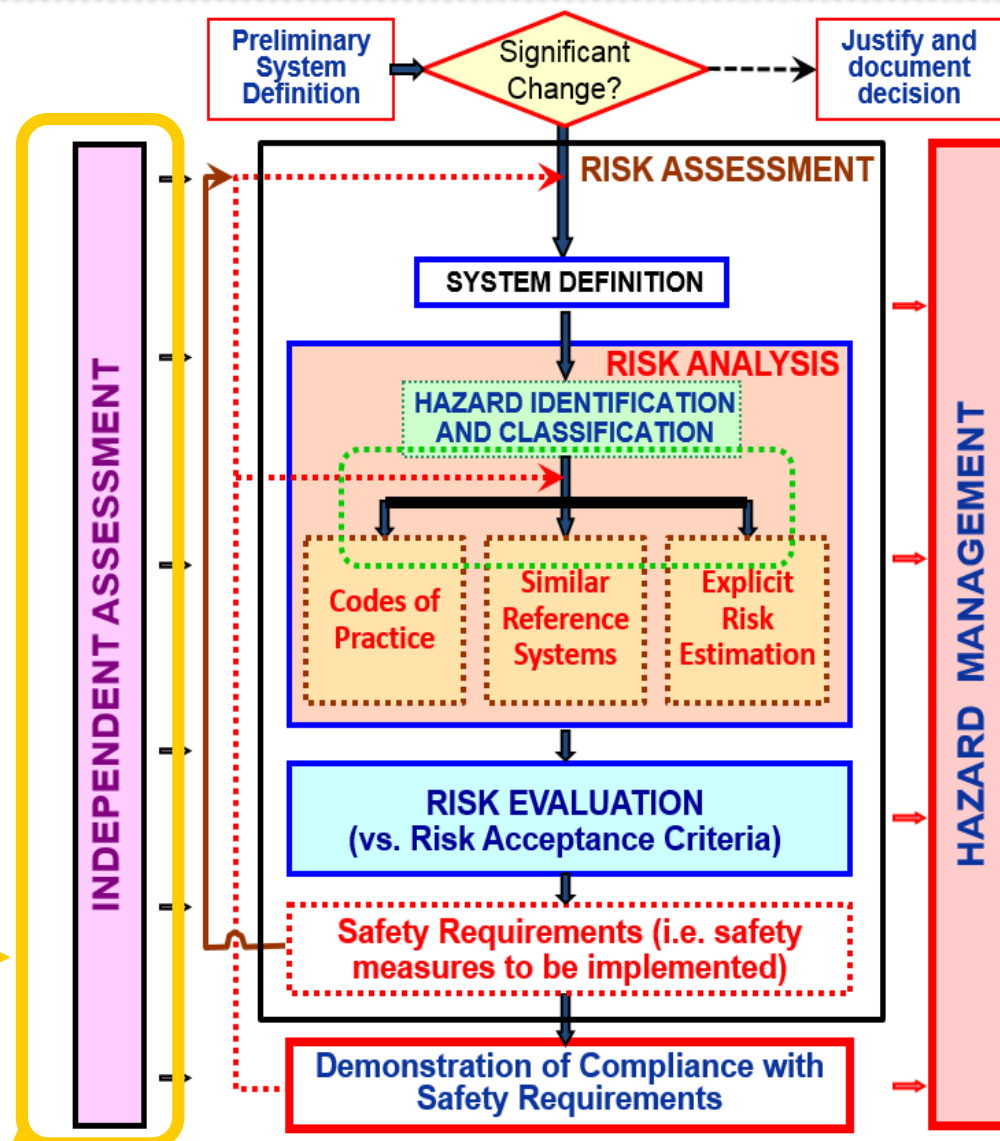 Preliminary
System
Definition
Significant
Change?
Justify and
document
decision
INDEPENDENT ASSESSMENT
RISK ASSESSMENT
SYSTEM DEFINITION
RISK ANALYSIS
HAZARD IDENTIFICATION
AND CLASSIFICATION
Codes of
Practice
Similar
Reference
Systems
Explicit
Risk
Estimation
RISK EVALUATION
(vs. Risk Acceptance Criteria)
Safety Requirements (i.e. safety
measures to be implemented)
Demonstration of Compliance with
Safety Requirements
HAZARD MANAGEMENT